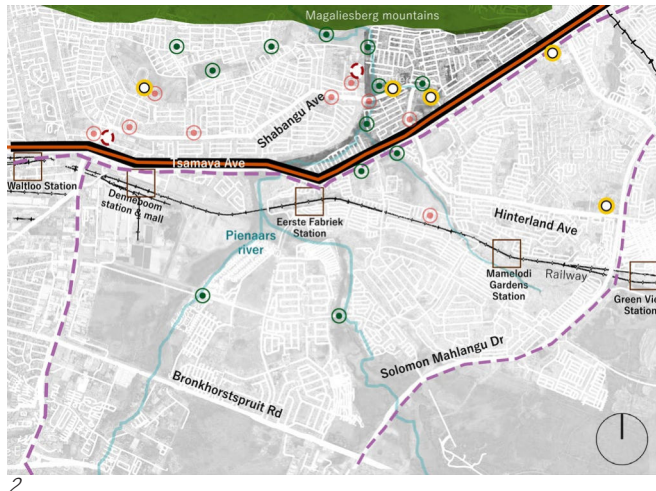 Magaliesberg mountains
Shabangu Ave
Tsamaya Ave
Waltloo Station
Denneboom
station & mall
Eerste Fabriek
Station
Hinterland Ave
Pienaars
river
Mamelodi
Gardens
Station
Railway
Green Vie
Station
Solomon Mahlangu Dr
Bronkhorstspruit Rd
2